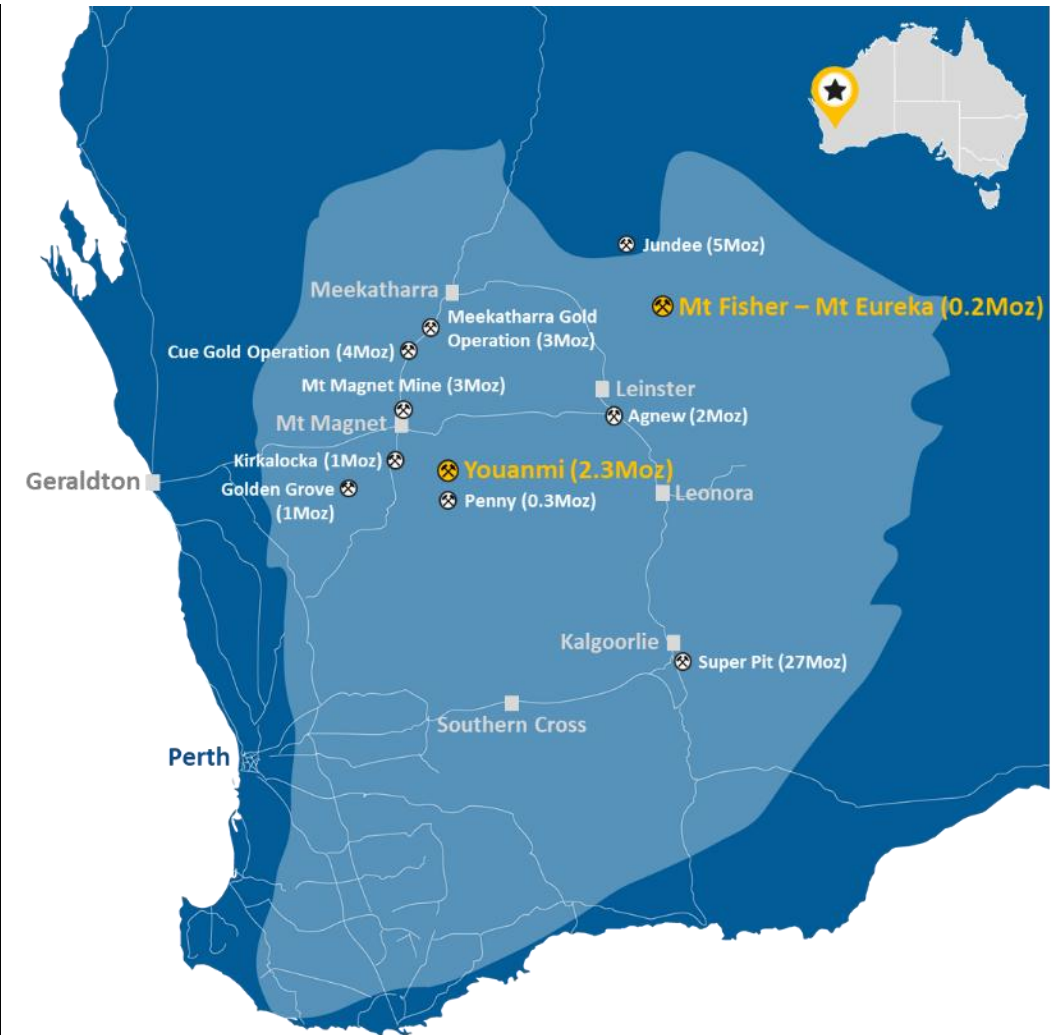 Jundee (5Moz)
Meekatharra
Mt Fisher – Mt Eureka (0.2Moz)
Meekatharra Gold
Operation (3Moz)
Cue Gold Operation (4Moz)
Mt Magnet Mine (3Moz)
Leinster
Agnew (2Moz)
Mt Magnet
Kirkalocka (1Moz)
Youanmi (2.3Moz)
Geraldton
Golden Grove
(1Moz)
Penny (0.3Moz)
Leonora
Kalgoorlie
Super Pit (27Moz)
Southern Cross
Perth